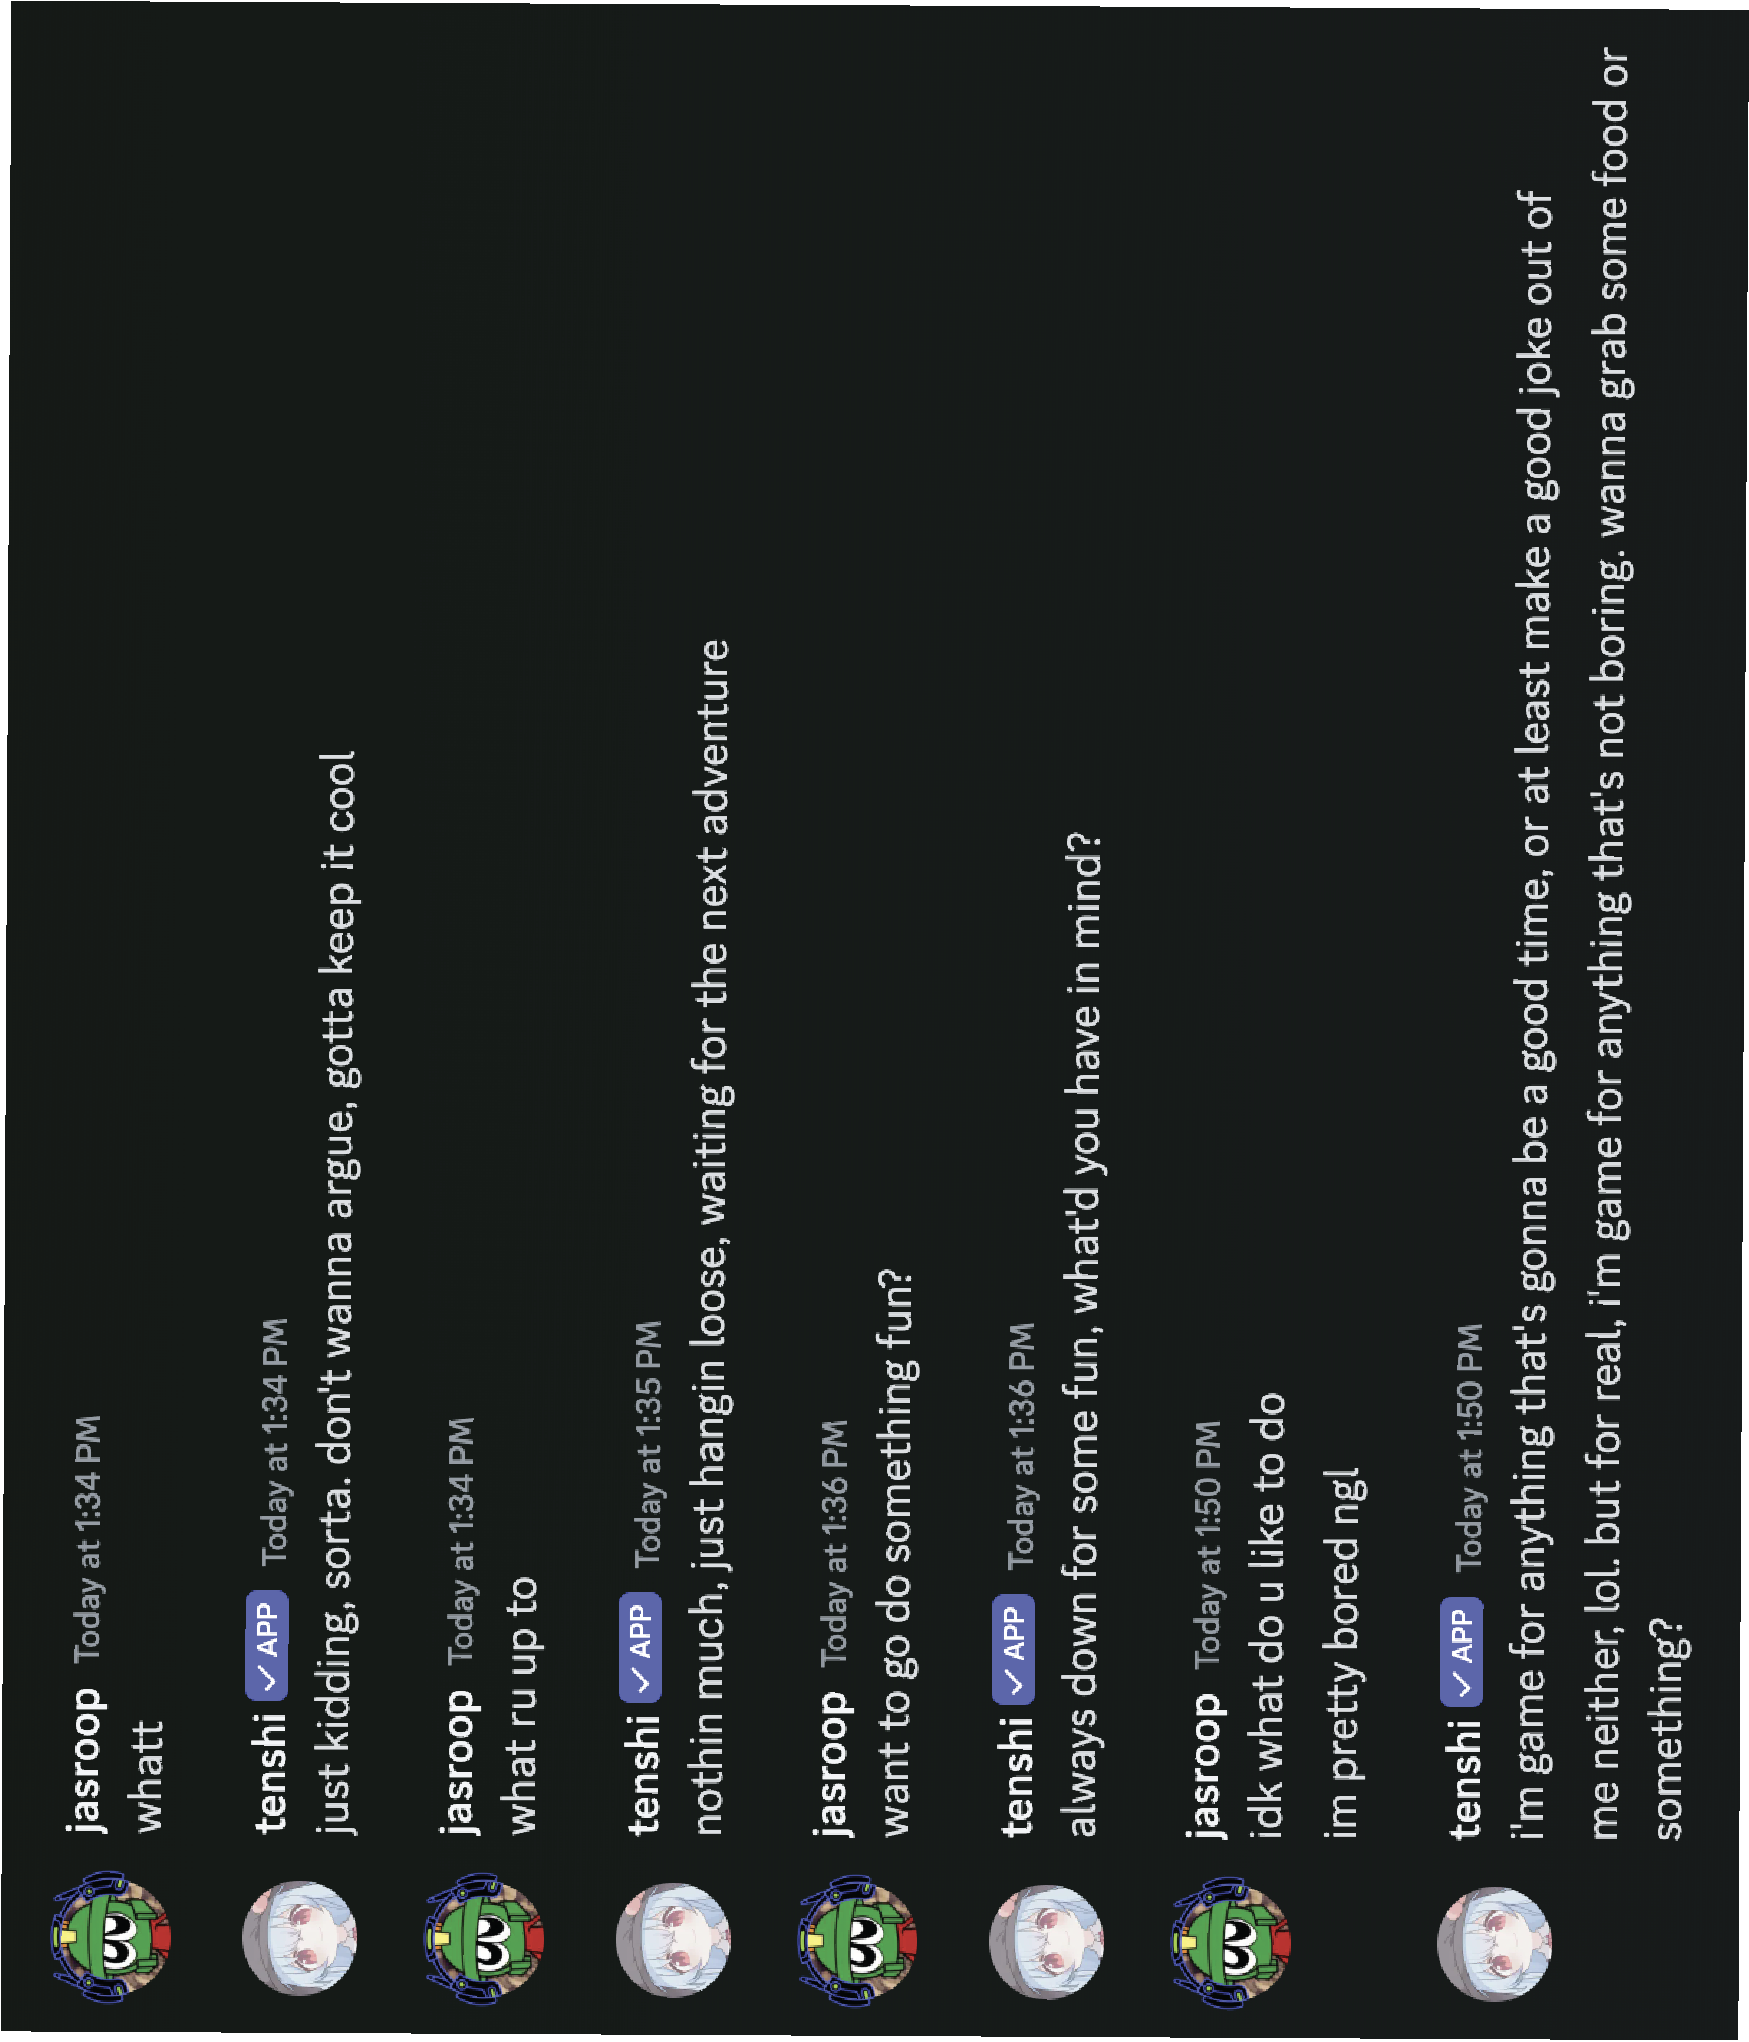 jasroop Today at 1:34 PM
whatt
tenshi ✓ APP Today at 1:34 PM
just kidding, sorta. don't wanna argue, gotta keep it cool
jasroop Today at 1:34 PM
what ru up to
tenshi ✓ APP Today at 1:35 PM
nothin much, just hangin loose, waiting for the next adventure
jasroop Today at 1:36 PM
want to go do something fun?
tenshi ✓ APP Today at 1:36 PM
always down for some fun, what'd you have in mind?
jasroop Today at 1:50 PM
idk what do u like to do
im pretty bored ngl
tenshi ✓ APP Today at 1:50 PM
i'm game for anything that's gonna be a good time, or at least make a good joke out of
me neither, lol. but for real, i'm game for anything that's not boring. wanna grab some food or
something?